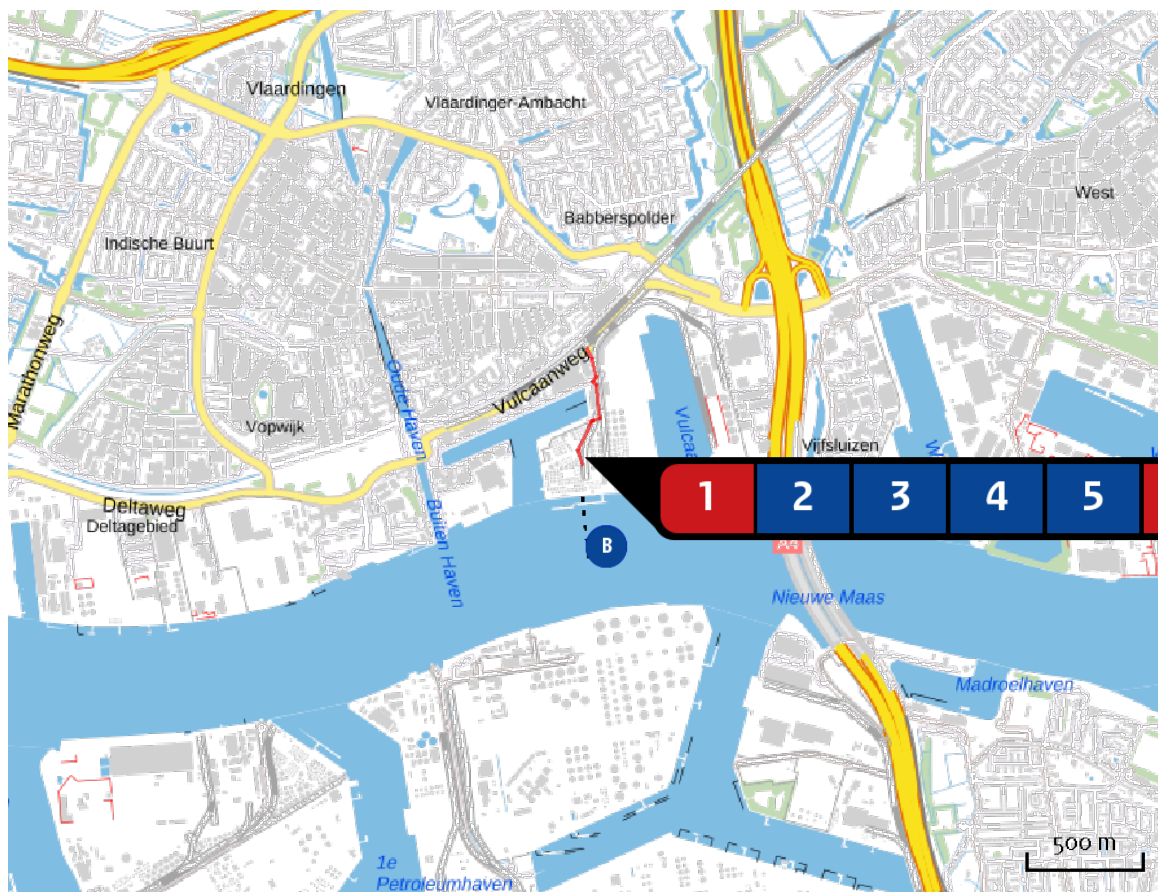 Vlaardingen
Vlaardinger-Ambacht
West
Babberspolder
Indische Buurt
Marathonweg
Vulcaanweg
Oude Haven
Vopwijk
Vijfsluizen
1
2
3
4
5
Deltaweg
Deltagebied
Buiten Haven
B
A4
Nieuwe Maas
Madroelhaven
500 m
1e
Petroleumhaven